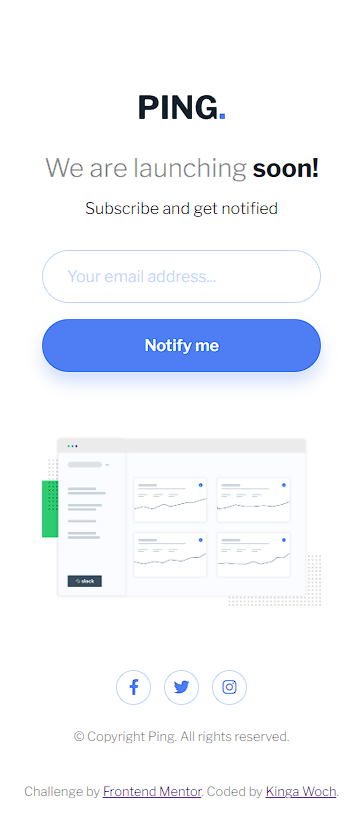 PING.
We are launching soon!
Subscribe and get notified
Your email address...
Notify me
slack
© Copyright Ping. All rights reserved.
Challenge by Frontend Mentor. Coded by Kinga Woch.